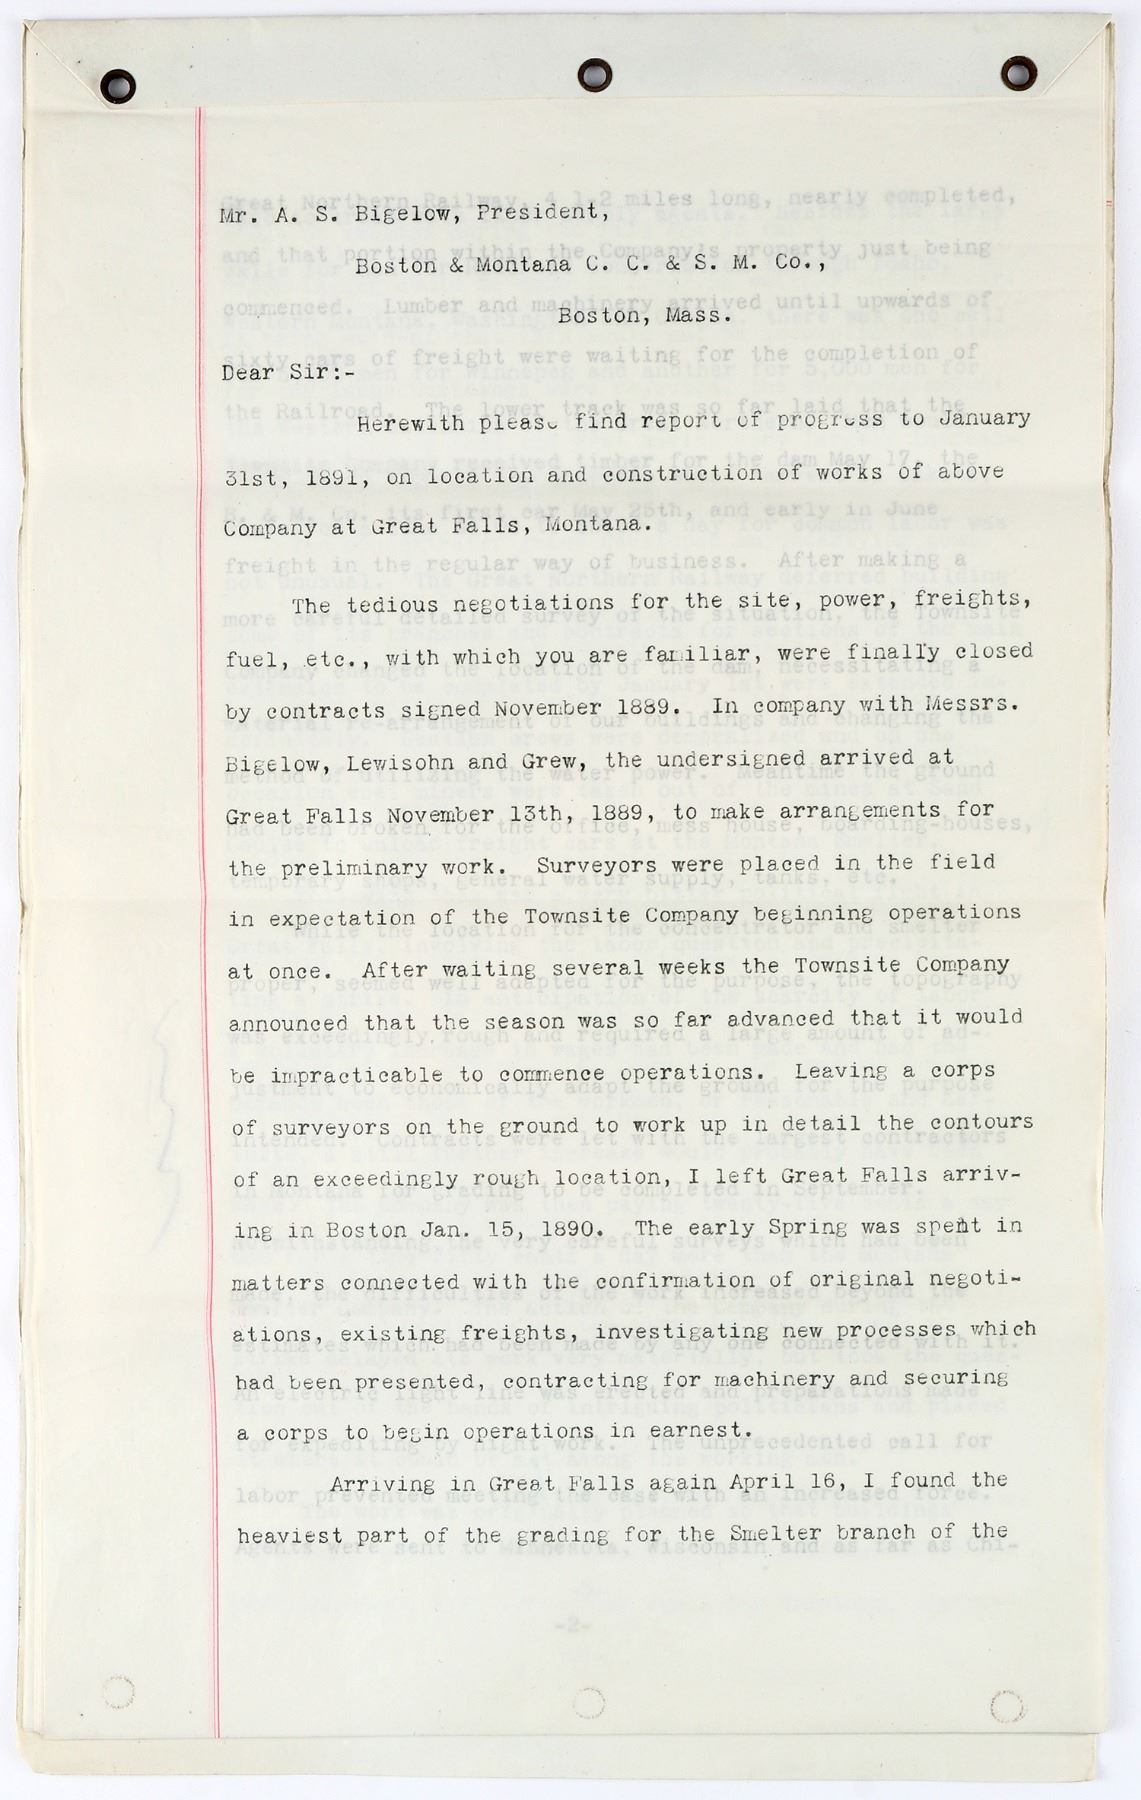 Mr. A. S. Bigelow, President,
Boston & Montana C. C. & S. M. Co.,
Boston, Mass.
Dear Sir:-
Herewith please find report of progress to January
31st, 1891, on location and construction of works of above
Company at Great Falls, Montana.
The tedious negotiations for the site, power, freights,
fuel, etc., with which you are familiar, were finally closed
by contracts signed November 1889. In company with Messrs.
Bigelow, Lewisohn and Grew, the undersigned arrived at
Great Falls November 13th, 1889, to make arrangements for
the preliminary work. Surveyors were placed in the field
in expectation of the Townsite Company beginning operations
at once. After waiting several weeks the Townsite Company
announced that the season was so far advanced that it would
be impracticable to commence operations. Leaving a corps
of surveyors on the ground to work up in detail the contours
of an exceedingly rough location, I left Great Falls arriv-
ing in Boston Jan. 15, 1890. The early Spring was spent in
matters connected with the confirmation of original negoti-
ations, existing freights, investigating new processes which
had been presented, contracting for machinery and securing
a corps to begin operations in earnest.
Arriving in Great Falls again April 16, I found the
heaviest part of the grading for the Smelter branch of the